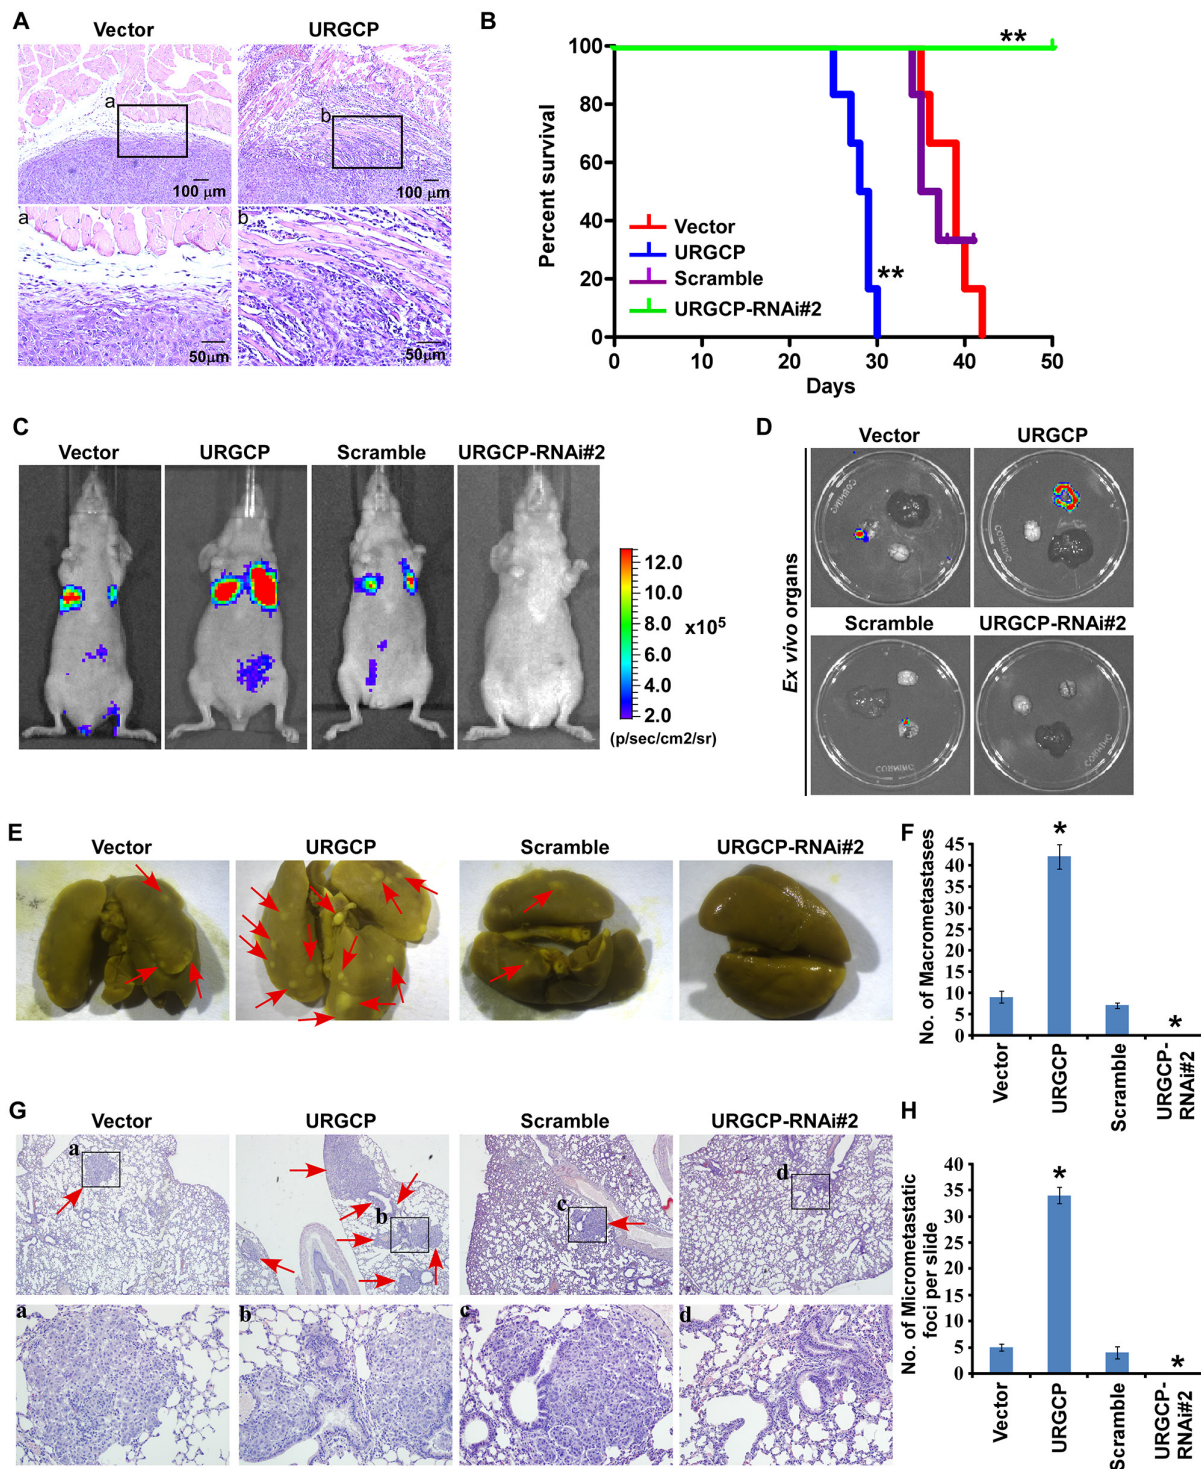 A
Vector URGCP
a
b
100 μm
100 μm
a
b
50μm
50μm
B
Percent survival
100
80
60
40
20
0
0 10 20 30 40 50
Days
**
**
Vector
URGCP
Scramble
URGCP-RNAi#2
C
Vector URGCP Scramble URGCP-RNAi#2
12.0
10.0
8.0
6.0
4.0
2.0
x10⁵
(p/sec/cm2/sr)
D
Ex vivo organs
Vector URGCP
CORNING
CORNING
Scramble URGCP-RNAi#2
CORNING
CORNING
E
Vector URGCP Scramble URGCP-RNAi#2
F
No. of Macrometastases
45
40
35
30
25
20
15
10
5
0
*
*
Vector
URGCP
Scramble
URGCP-
RNAi#2
G
Vector URGCP Scramble URGCP-RNAi#2
a
b
c
d
a
b
c
d
H
No. of Micrometastatic
foci per slide
40
35
30
25
20
15
10
5
0
*
*
Vector
URGCP
Scramble
URGCP-
RNAi#2